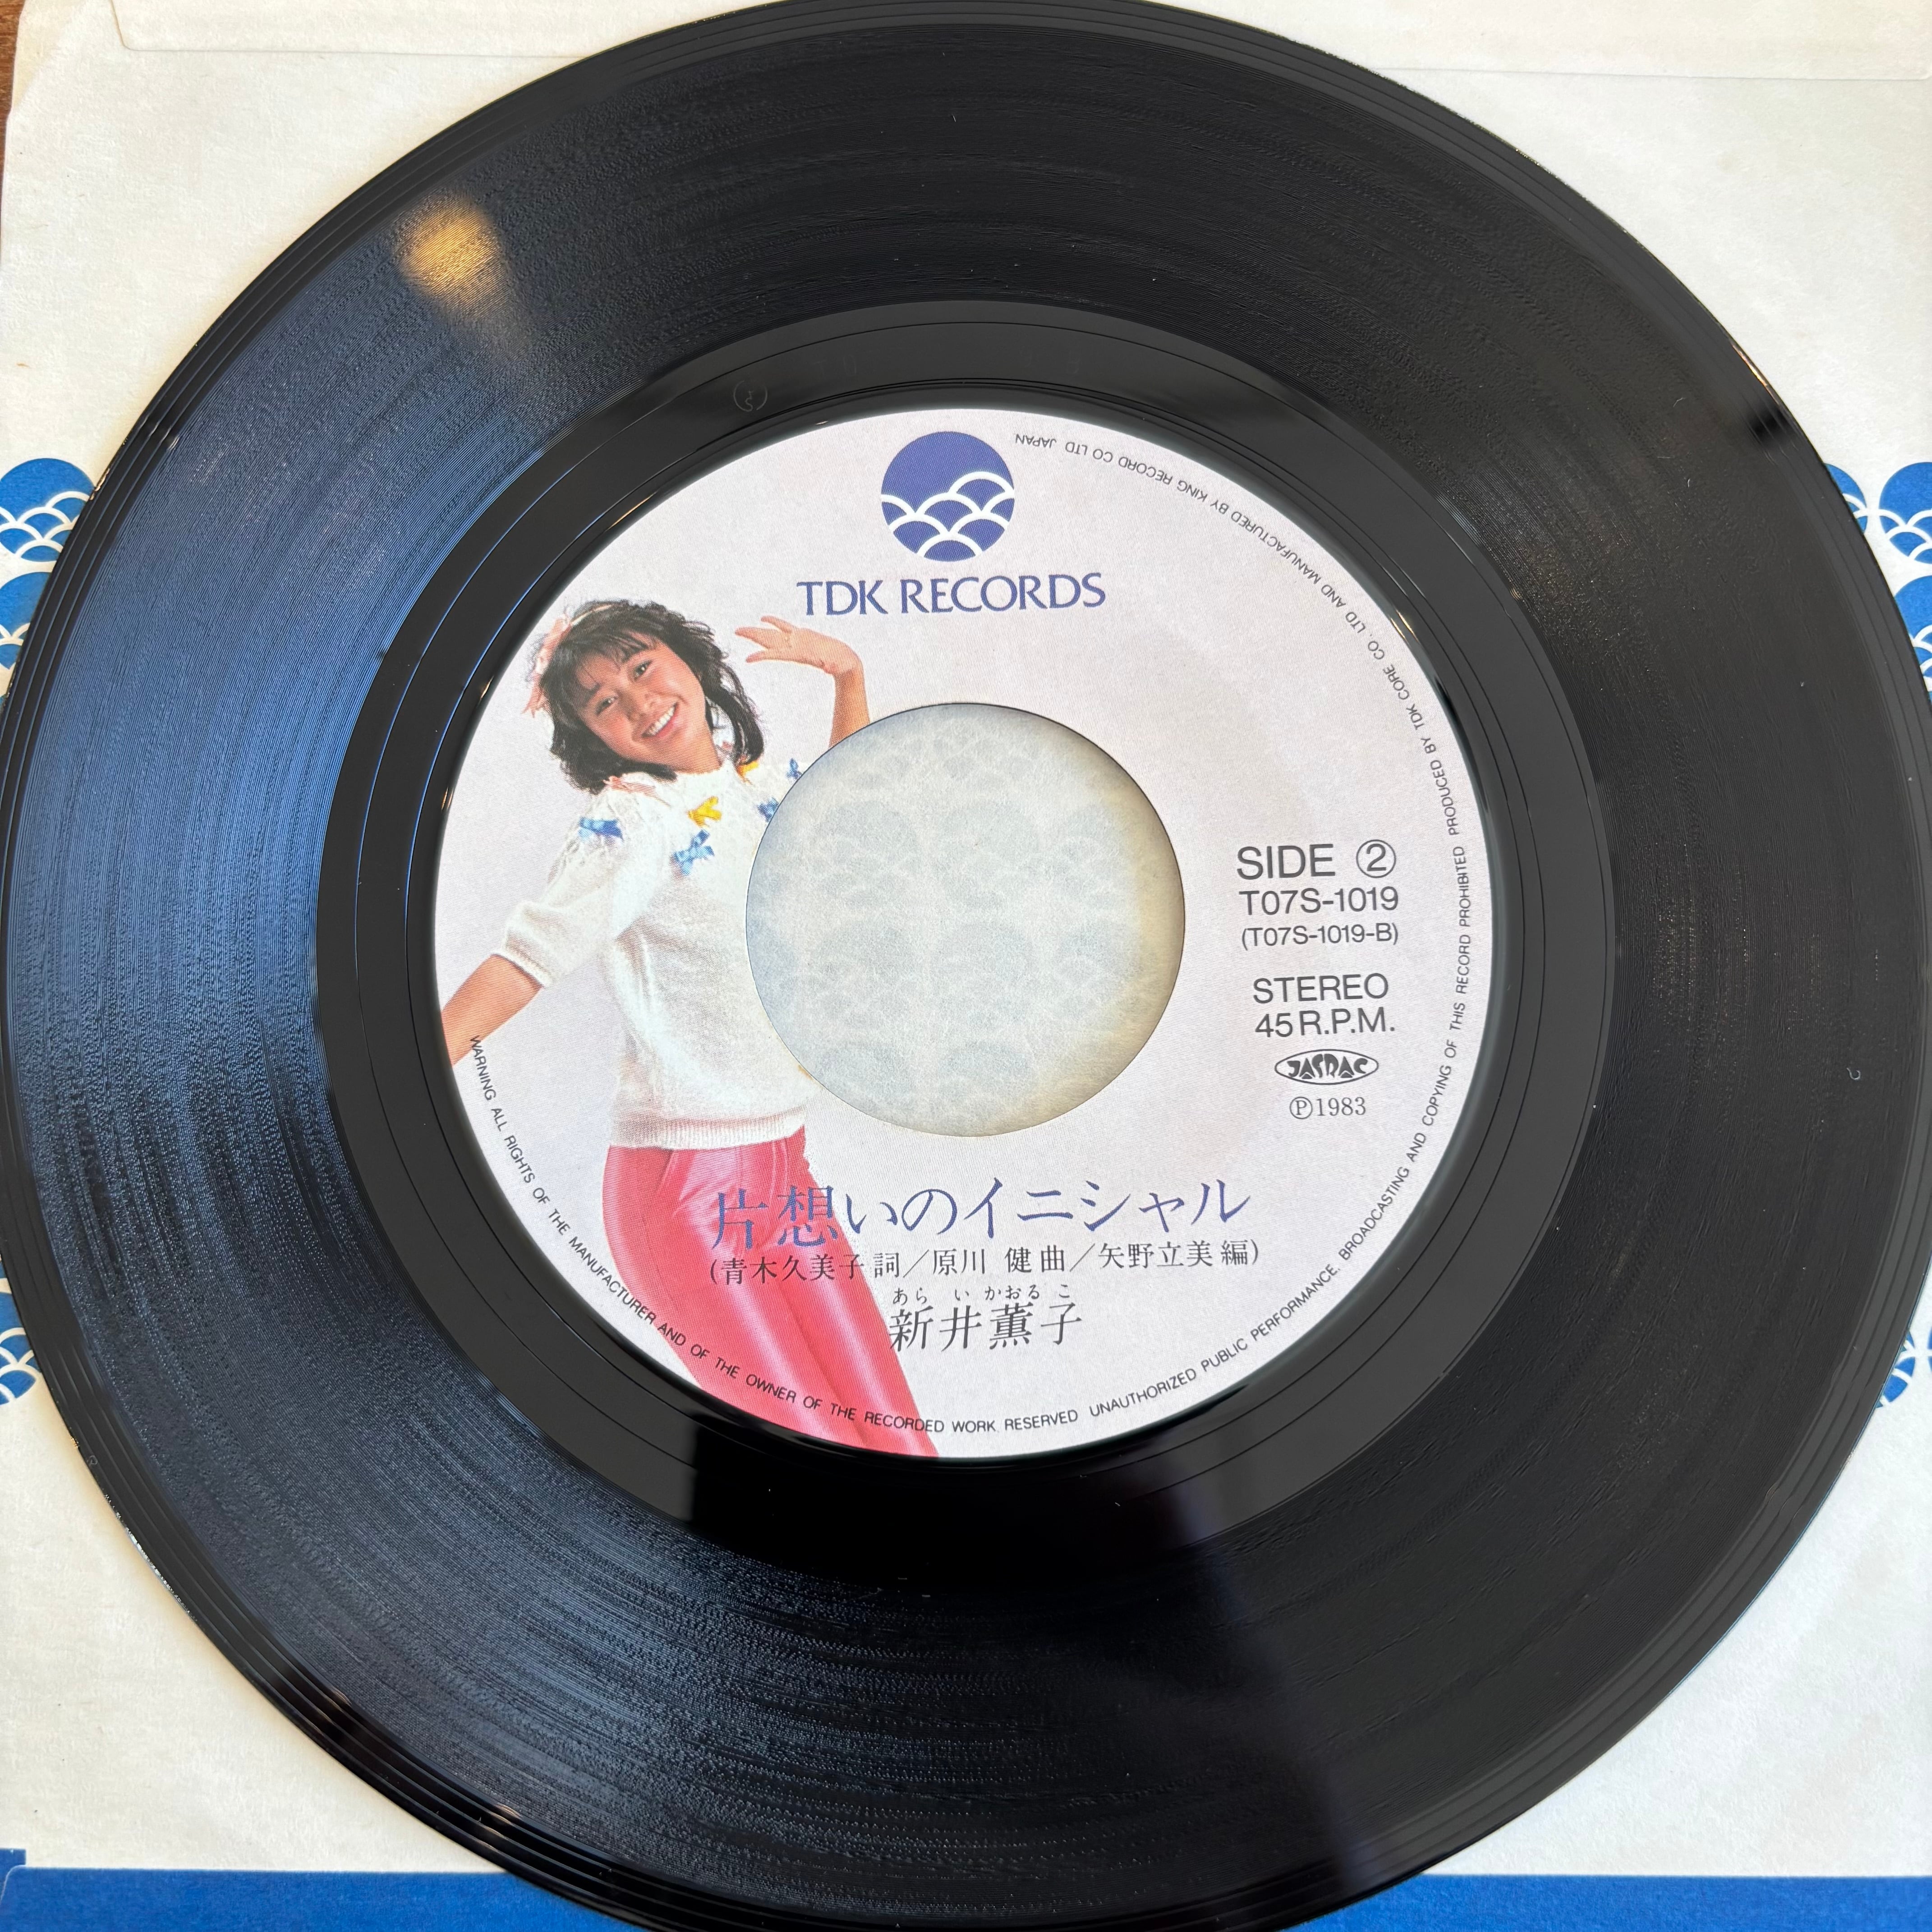 TDK RECORDS
SIDE ②
T07S-1019
(T07S-1019-B)
STEREO
45 R.P.M.
JASRAC
Ⓟ1983
片想いのイニシャル
(青木久美子 詞／原川 健 曲／矢野立美 編)
あら い かおる こ
新井薫子
WARNING ALL RIGHTS OF THE MANUFACTURER AND OF THE OWNER OF THE RECORDED WORK RESERVED UNAUTHORIZED PUBLIC PERFORMANCE. BROADCASTING AND COPYING OF THIS RECORD PROHIBITED PRODUCED BY TDK CORE CO., LTD AND MANUFACTURED BY KING RECORD CO LTD JAPAN